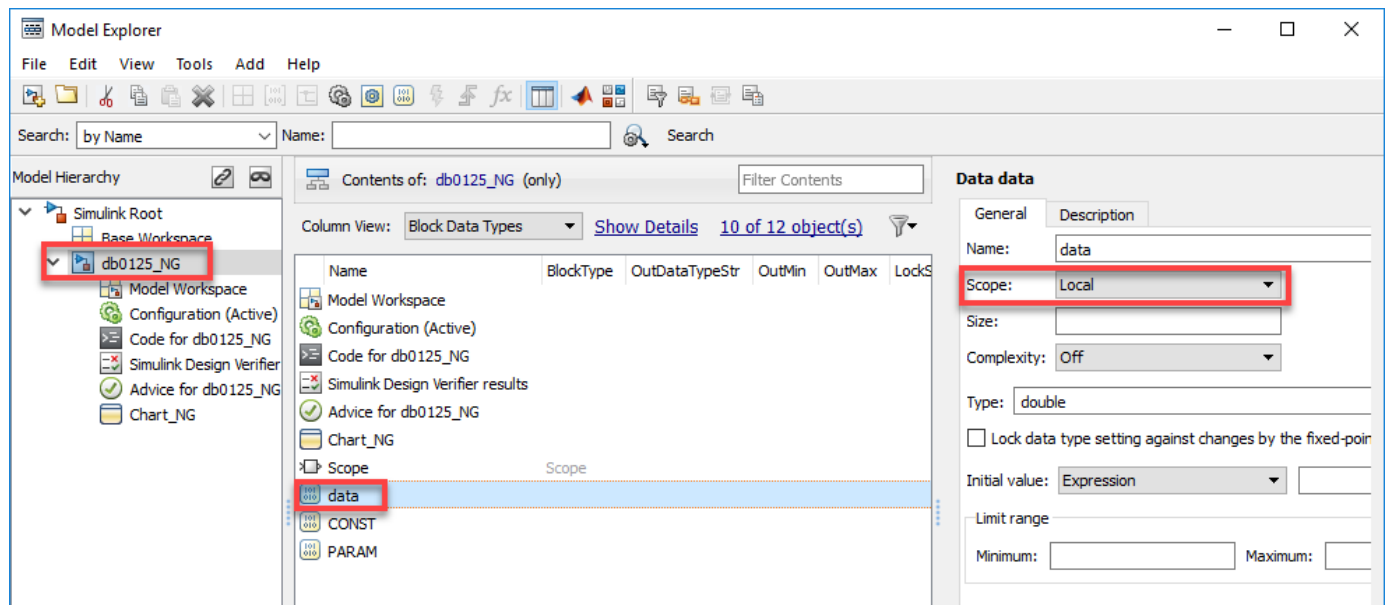 Model Explorer
File Edit View Tools Add Help
Search: by Name Name: Search
Model Hierarchy
Simulink Root
Base Workspace
db0125_NG
Model Workspace
Configuration (Active)
Code for db0125_NG
Simulink Design Verifier
Advice for db0125_NG
Chart_NG
Contents of: db0125_NG (only) Filter Contents
Column View: Block Data Types Show Details 10 of 12 object(s)
Name BlockType OutDataTypeStr OutMin OutMax LockS
Model Workspace
Configuration (Active)
Code for db0125_NG
Simulink Design Verifier results
Advice for db0125_NG
Chart_NG
Scope Scope
data
CONST
PARAM
Data data
General Description
Name: data
Scope: Local
Size:
Complexity: Off
Type: double
Lock data type setting against changes by the fixed-poin
Initial value: Expression
Limit range
Minimum: Maximum: